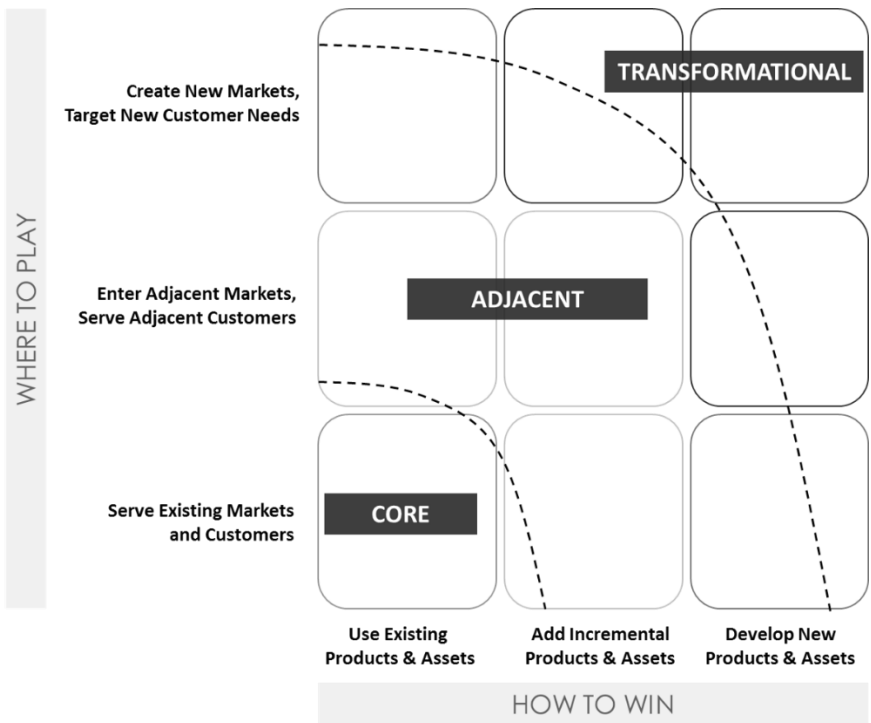 TRANSFORMATIONAL
Create New Markets,
Target New Customer Needs
WHERE TO PLAY
Enter Adjacent Markets,
Serve Adjacent Customers
ADJACENT
Serve Existing Markets
and Customers
CORE
Use Existing
Products & Assets
Add Incremental
Products & Assets
Develop New
Products & Assets
HOW TO WIN